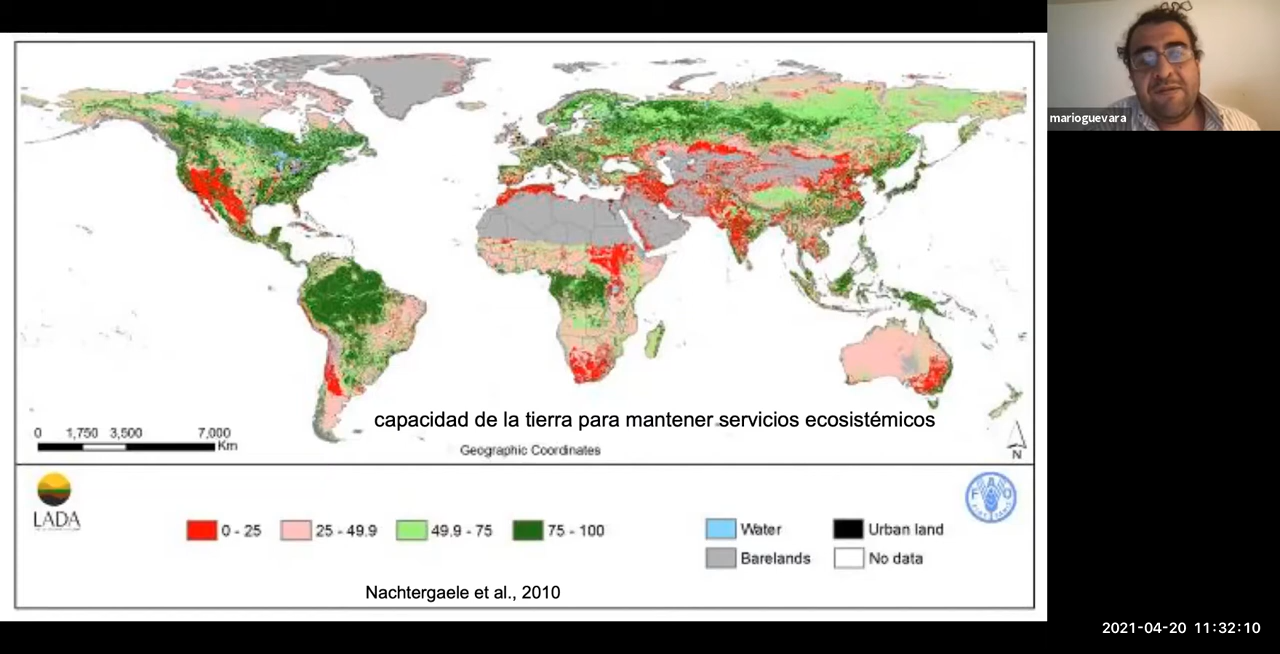 marioguevara
capacidad de la tierra para mantener servicios ecosistémicos
0 1,750 3,500 7,000
Km
Geographic Coordinates
N
LADA
FAO
0 - 25
25 - 49.9
49.9 - 75
75 - 100
Water
Urban land
Barelands
No data
Nachtergaele et al., 2010
2021-04-20 11:32:10